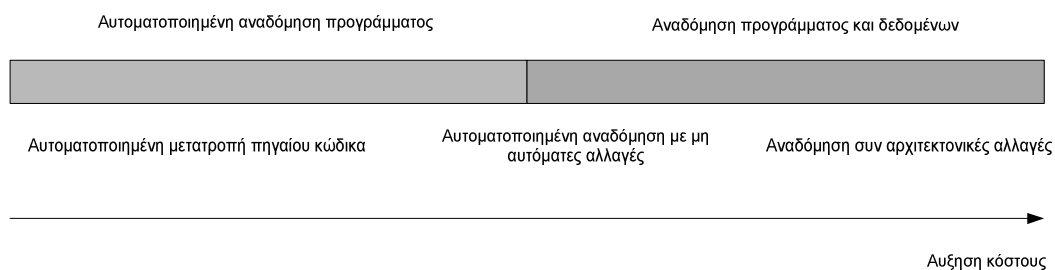 Αυτοματοποιημένη αναδόμηση προγράμματος
Αναδόμηση προγράμματος και δεδομένων
Αυτοματοποιημένη μετατροπή πηγαίου κώδικα
Αυτοματοποιημένη αναδόμηση με μη
αυτόματες αλλαγές
Αναδόμηση συν αρχιτεκτονικές αλλαγές
Αυξηση κόστους